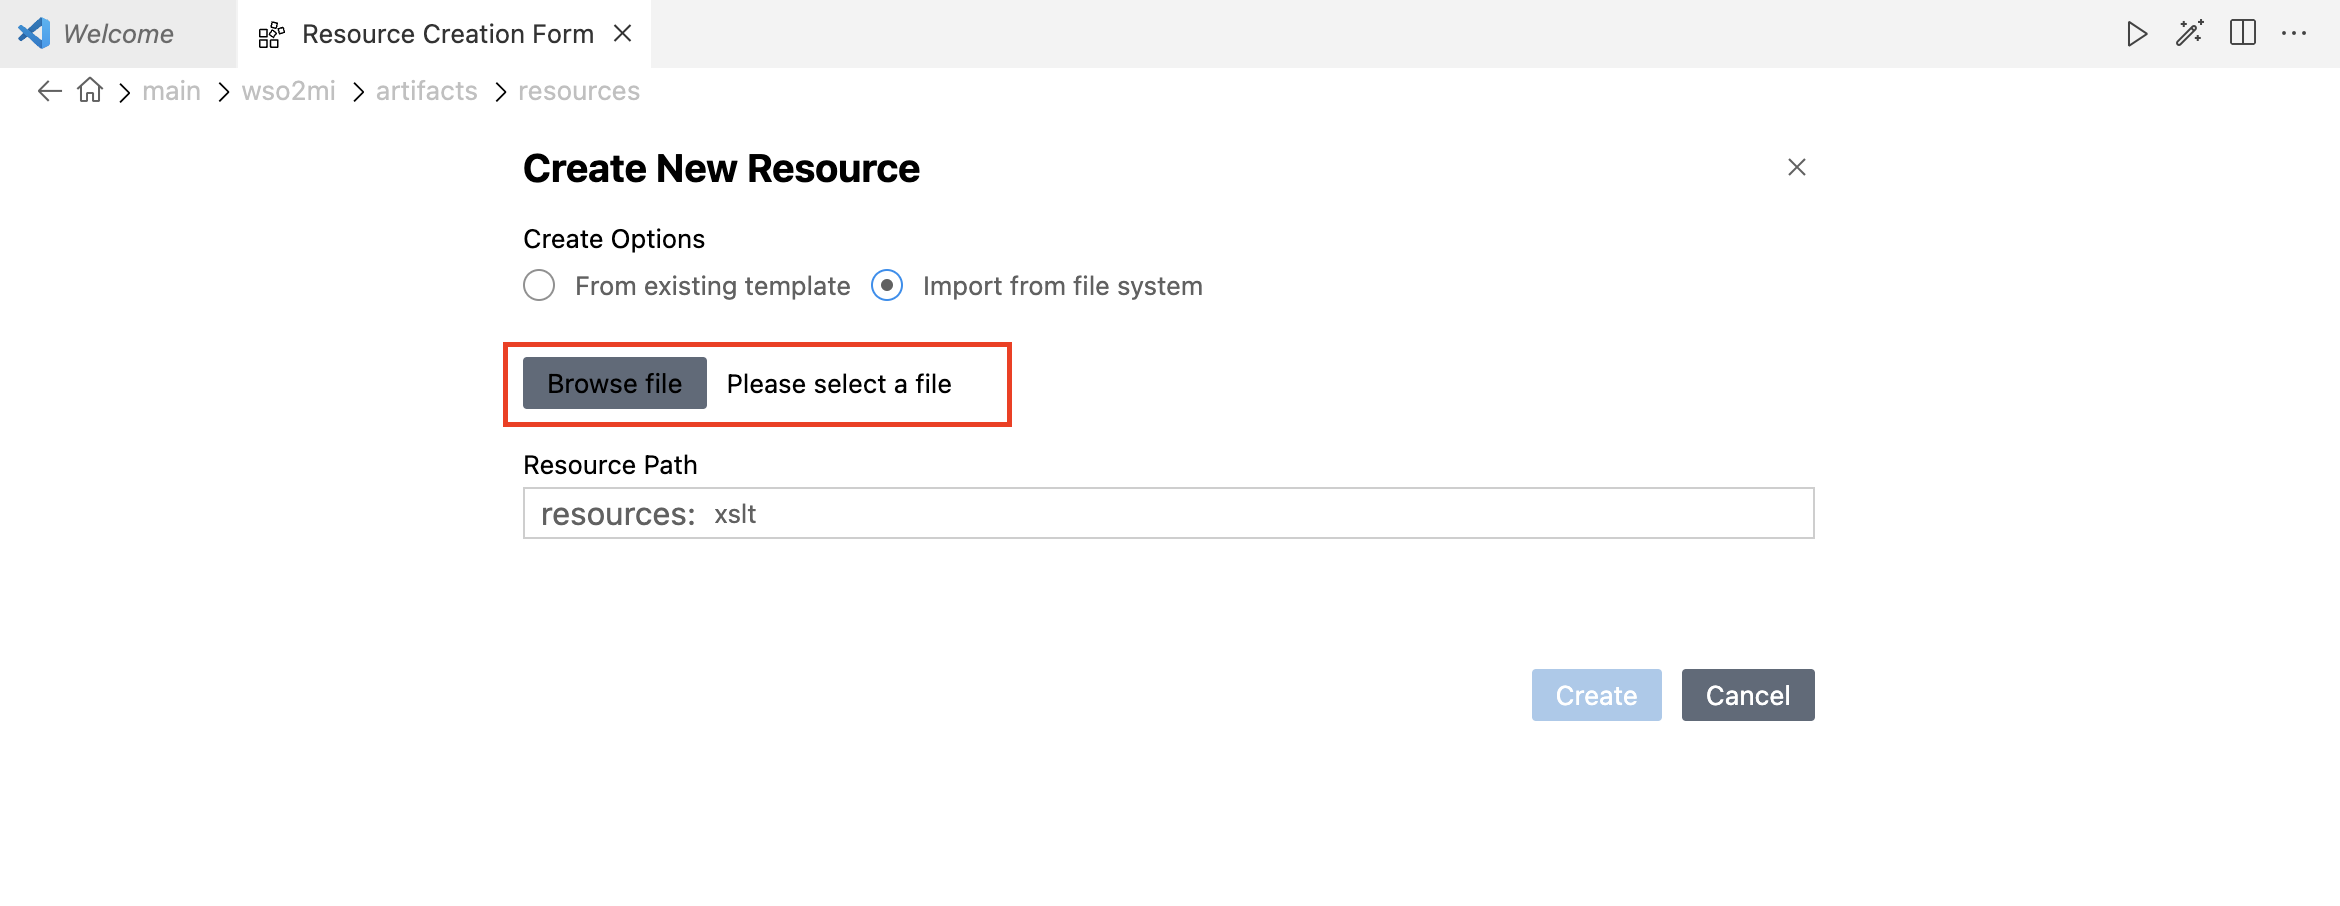 Welcome
Resource Creation Form
main wso2mi artifacts resources
Create New Resource
Create Options
From existing template Import from file system
Browse file Please select a file
Resource Path
resources: xslt
Create Cancel